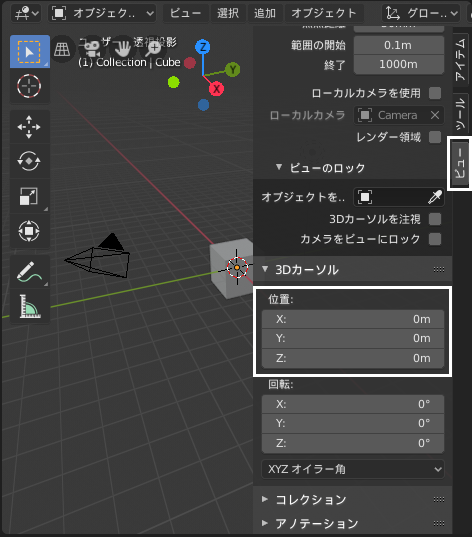 オブジェク..
ビュー
選択
追加
オブジェクト
グロー..
ユーザー・透視投影
(1) Collection | Cube
Z
Y
X
範囲の開始 0.1m
終了 1000m
ローカルカメラを使用
ローカルカメラ Camera
レンダー領域
ビューのロック
オブジェクトを..
3Dカーソルを注視
カメラをビューにロック
3Dカーソル
位置:
X: 0m
Y: 0m
Z: 0m
回転:
X: 0°
Y: 0°
Z: 0°
XYZ オイラー角
コレクション
アノテーション
アイテム
ツール
ビュー